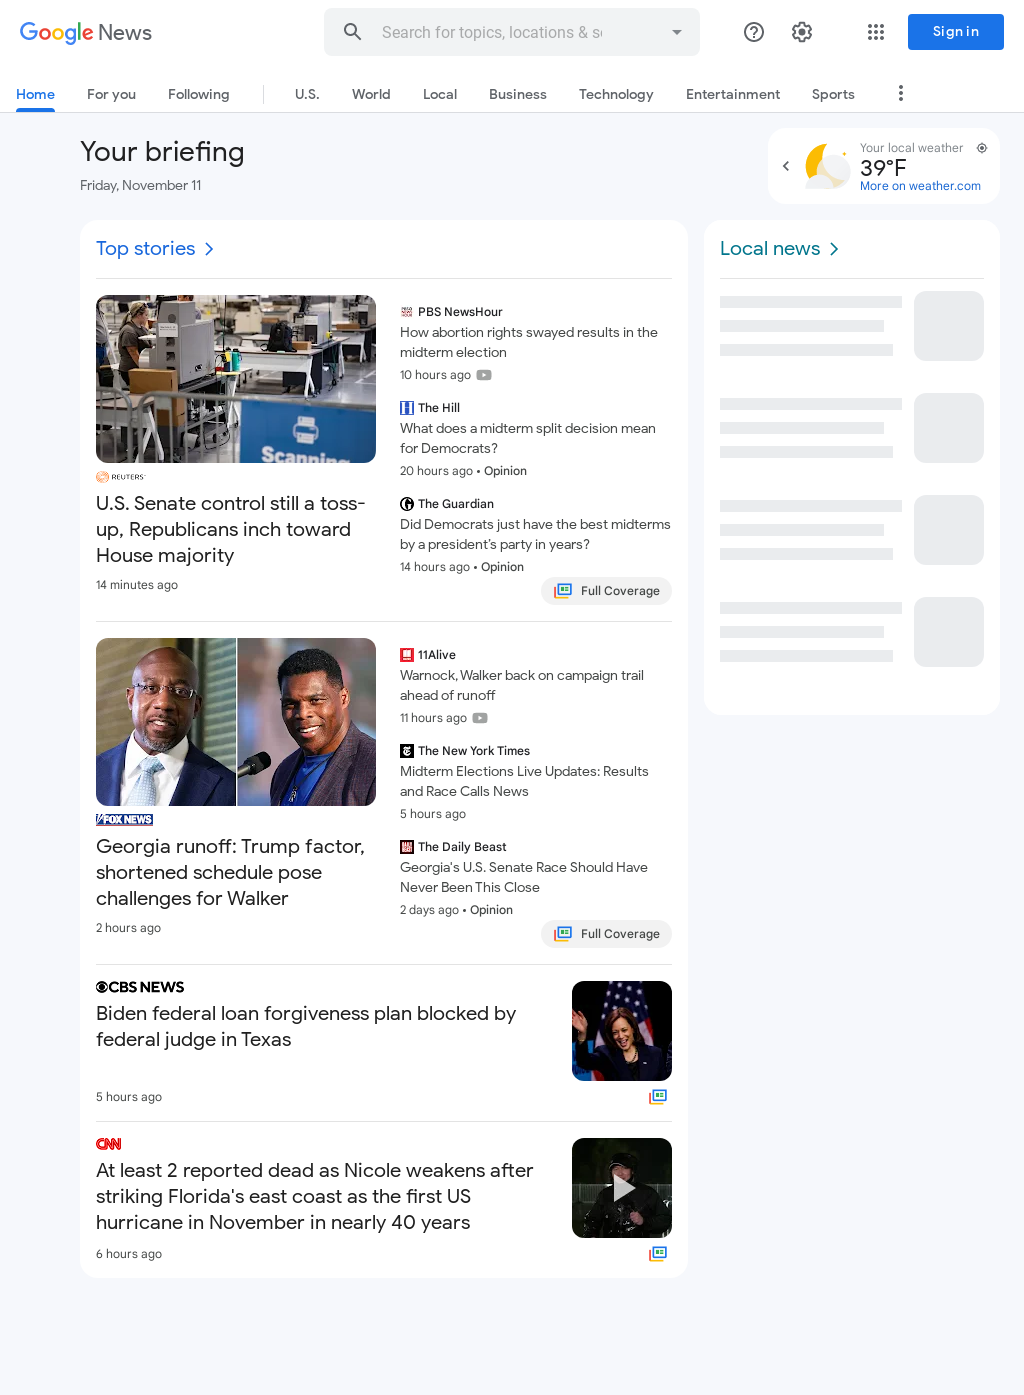 Google News
Search for topics, locations & so
Sign in
Home
For you
Following
U.S.
World
Local
Business
Technology
Entertainment
Sports
Your briefing
Friday, November 11
Your local weather
39°F
More on weather.com
Top stories
Scanning
REUTERS
U.S. Senate control still a toss-
up, Republicans inch toward
House majority
14 minutes ago
PBS NewsHour
How abortion rights swayed results in the
midterm election
10 hours ago
The Hill
What does a midterm split decision mean
for Democrats?
20 hours ago • Opinion
The Guardian
Did Democrats just have the best midterms
by a president's party in years?
14 hours ago • Opinion
Full Coverage
FOX NEWS
Georgia runoff: Trump factor,
shortened schedule pose
challenges for Walker
2 hours ago
11Alive
Warnock, Walker back on campaign trail
ahead of runoff
11 hours ago
The New York Times
Midterm Elections Live Updates: Results
and Race Calls News
5 hours ago
The Daily Beast
Georgia's U.S. Senate Race Should Have
Never Been This Close
2 days ago • Opinion
Full Coverage
CBS NEWS
Biden federal loan forgiveness plan blocked by
federal judge in Texas
5 hours ago
CNN
At least 2 reported dead as Nicole weakens after
striking Florida's east coast as the first US
hurricane in November in nearly 40 years
6 hours ago
Local news